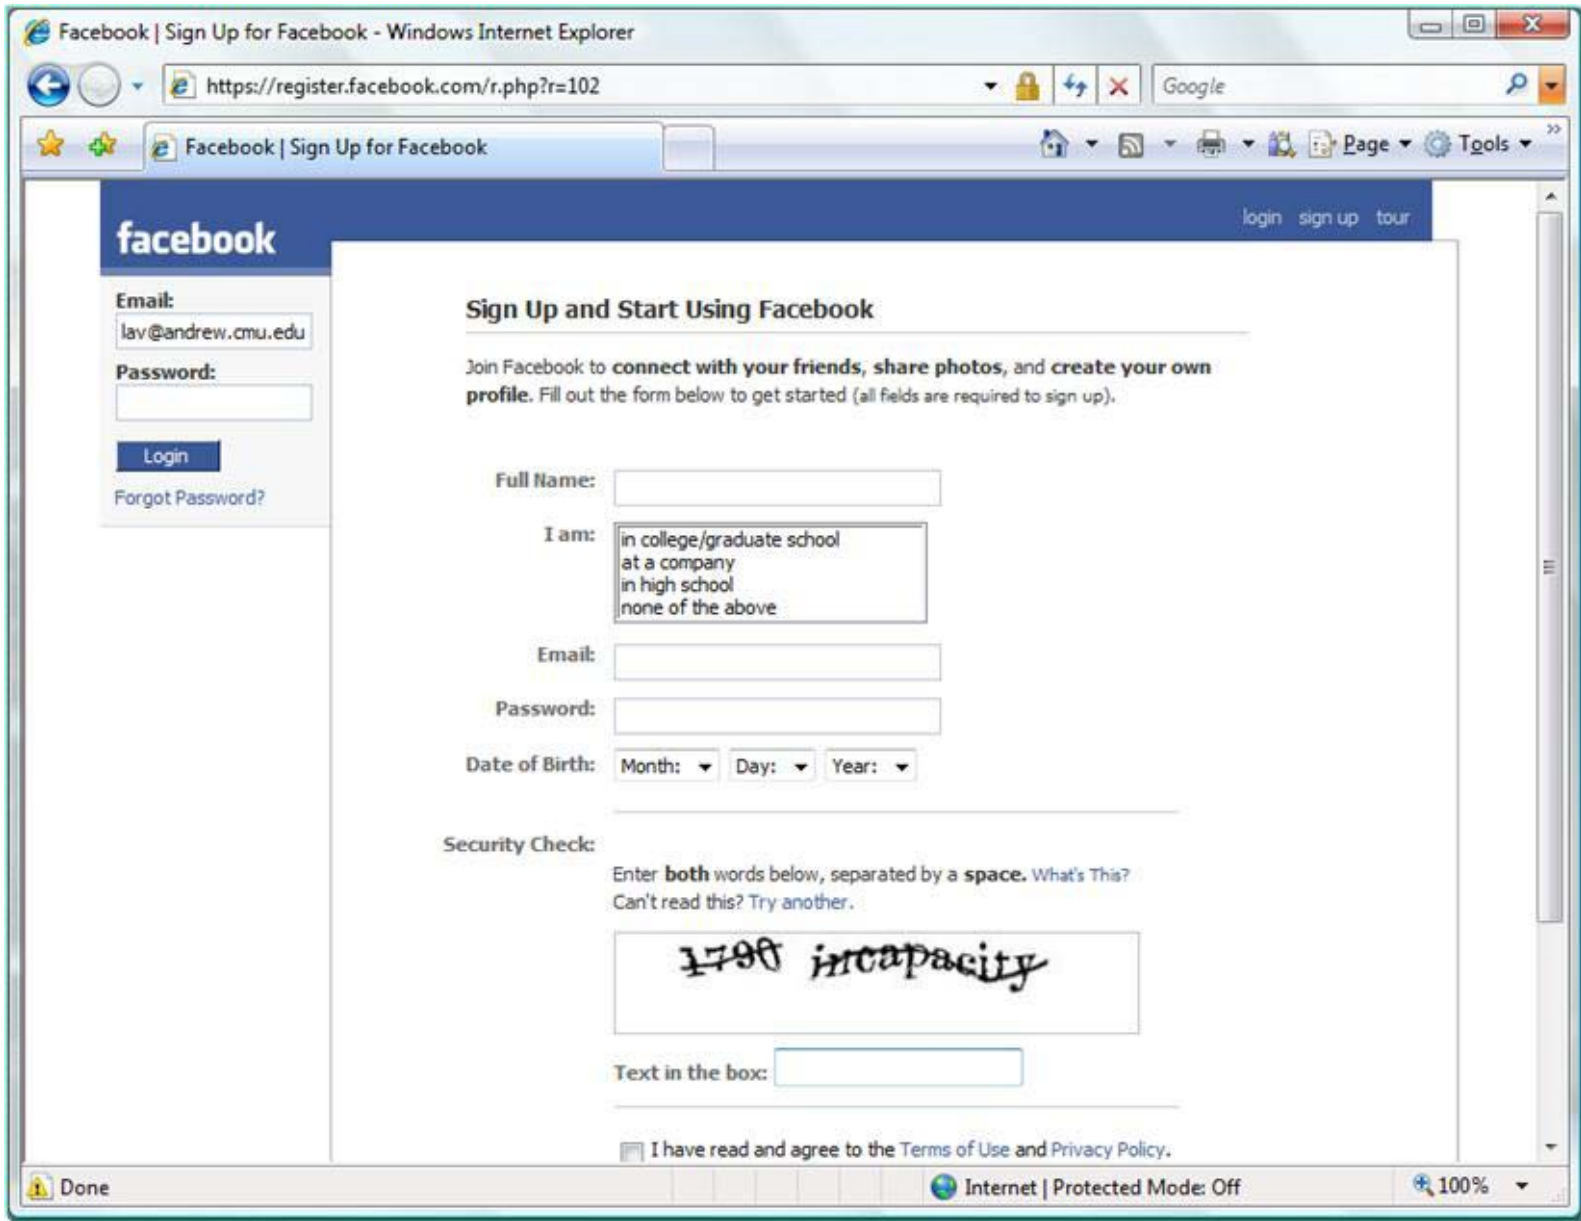 Facebook | Sign Up for Facebook - Windows Internet Explorer
https://register.facebook.com/r.php?r=102
Google
Facebook | Sign Up for Facebook
Page
Tools
facebook
login sign up tour
Email:
lav@andrew.cmu.edu
Password:
Login
Forgot Password?
Sign Up and Start Using Facebook
Join Facebook to connect with your friends, share photos, and create your own
profile. Fill out the form below to get started (all fields are required to sign up).
Full Name:
I am:
in college/graduate school
at a company
in high school
none of the above
Email:
Password:
Date of Birth:
Month: Day: Year:
Security Check:
Enter both words below, separated by a space. What's This?
Can't read this? Try another.
1790 incapacity
Text in the box:
I have read and agree to the Terms of Use and Privacy Policy.
Done
Internet | Protected Mode: Off
100%